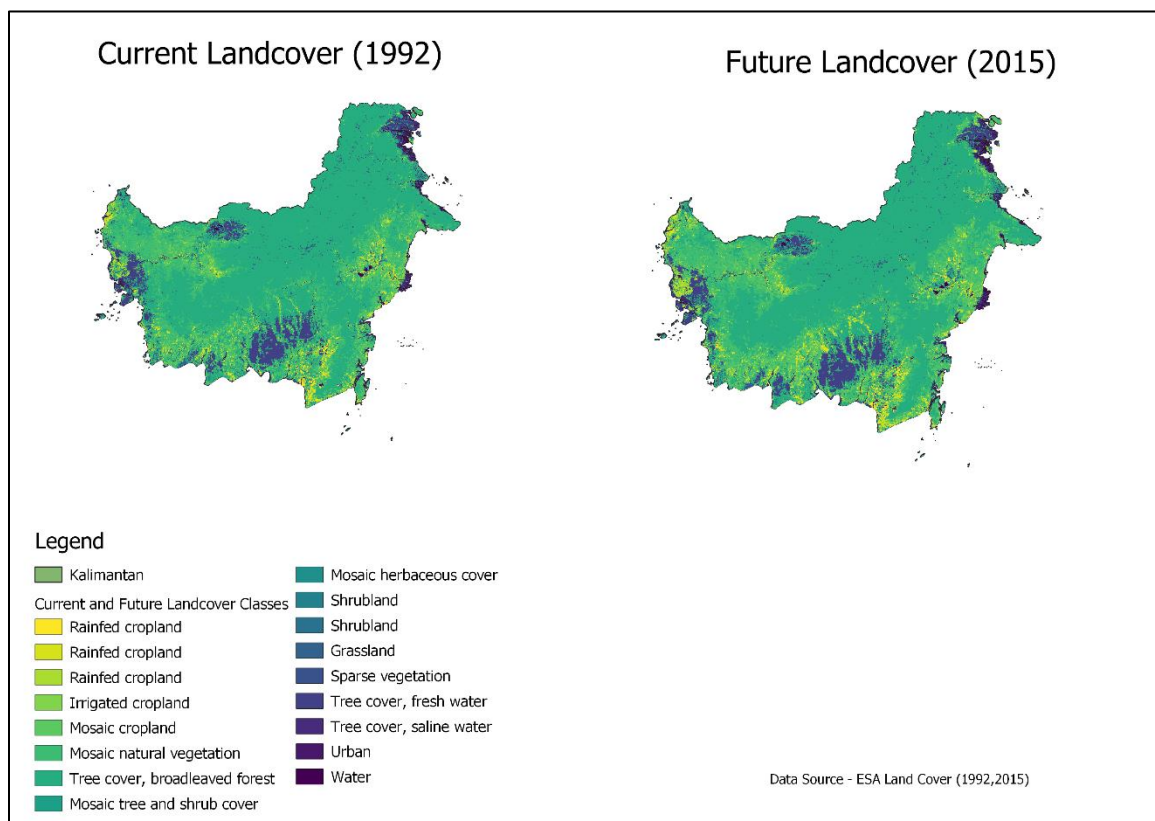 Current Landcover (1992)
Future Landcover (2015)
Legend
Kalimantan
Current and Future Landcover Classes
Rainfed cropland
Rainfed cropland
Rainfed cropland
Irrigated cropland
Mosaic cropland
Mosaic natural vegetation
Tree cover, broadleaved forest
Mosaic tree and shrub cover
Mosaic herbaceous cover
Shrubland
Shrubland
Grassland
Sparse vegetation
Tree cover, fresh water
Tree cover, saline water
Urban
Water
Data Source - ESA Land Cover (1992,2015)